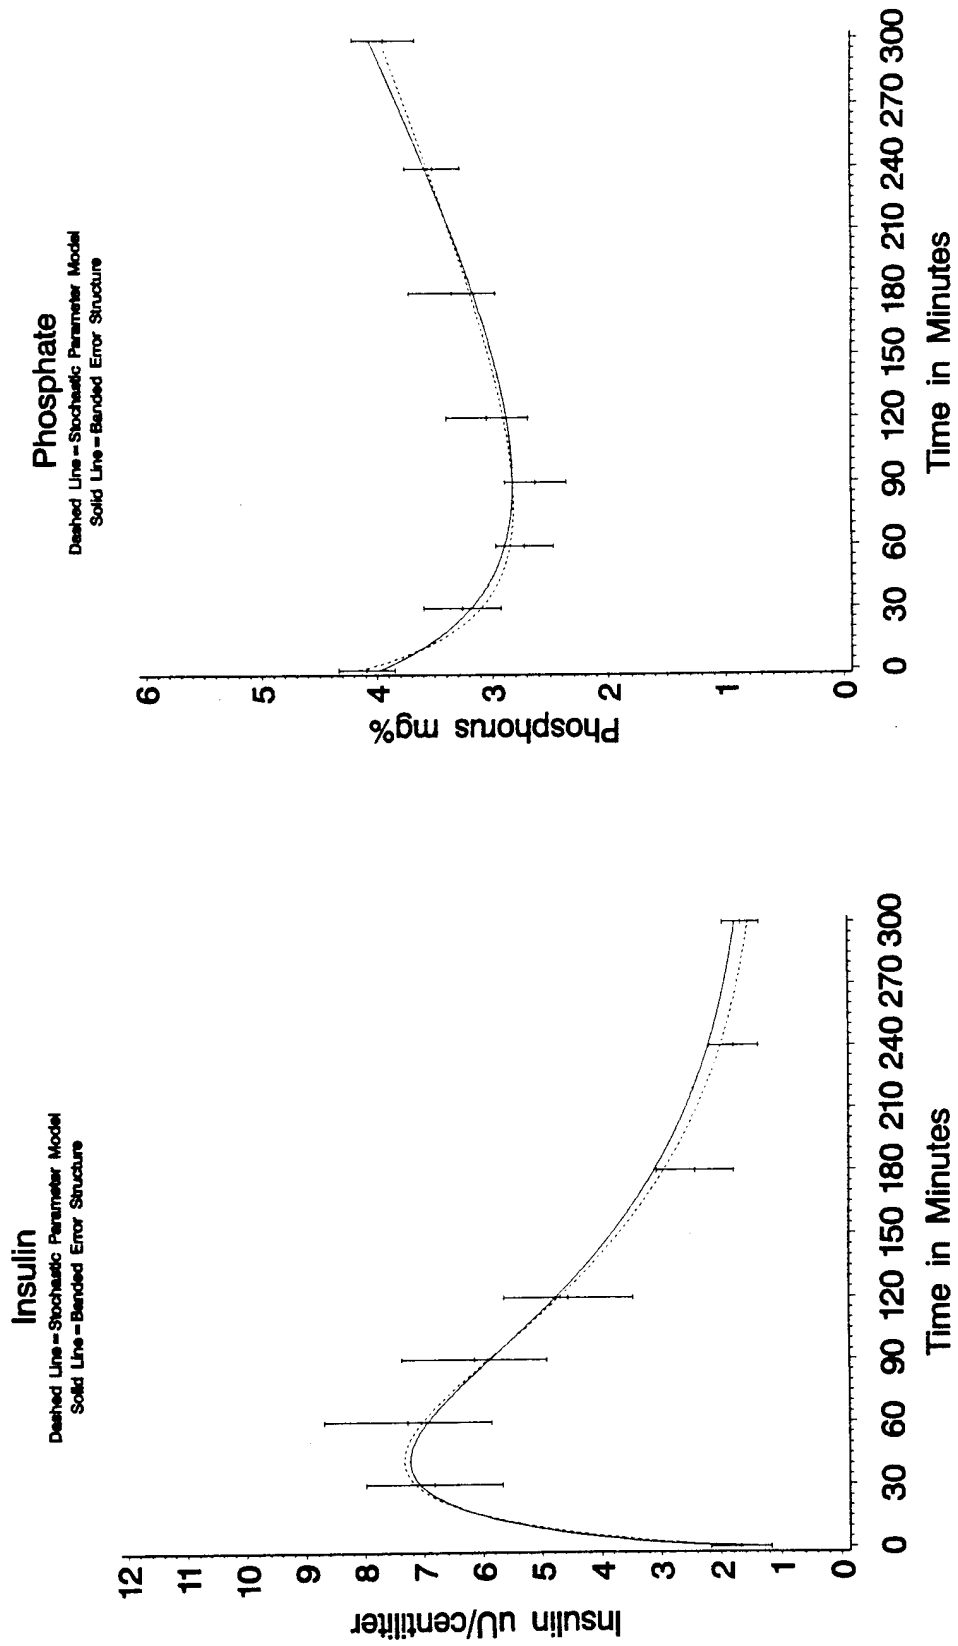 Insulin
Dashed Line=Stochastic Parameter Model
Solid Line=Banded Error Structure
Insulin uU/centiliter
12
11
10
9
8
7
6
5
4
3
2
1
0
0 30 60 90 120 150 180 210 240 270 300
Time in Minutes
Phosphate
Dashed Line=Stochastic Parameter Model
Solid Line=Banded Error Structure
Phosphorus mg%
6
5
4
3
2
1
0
0 30 60 90 120 150 180 210 240 270 300
Time in Minutes